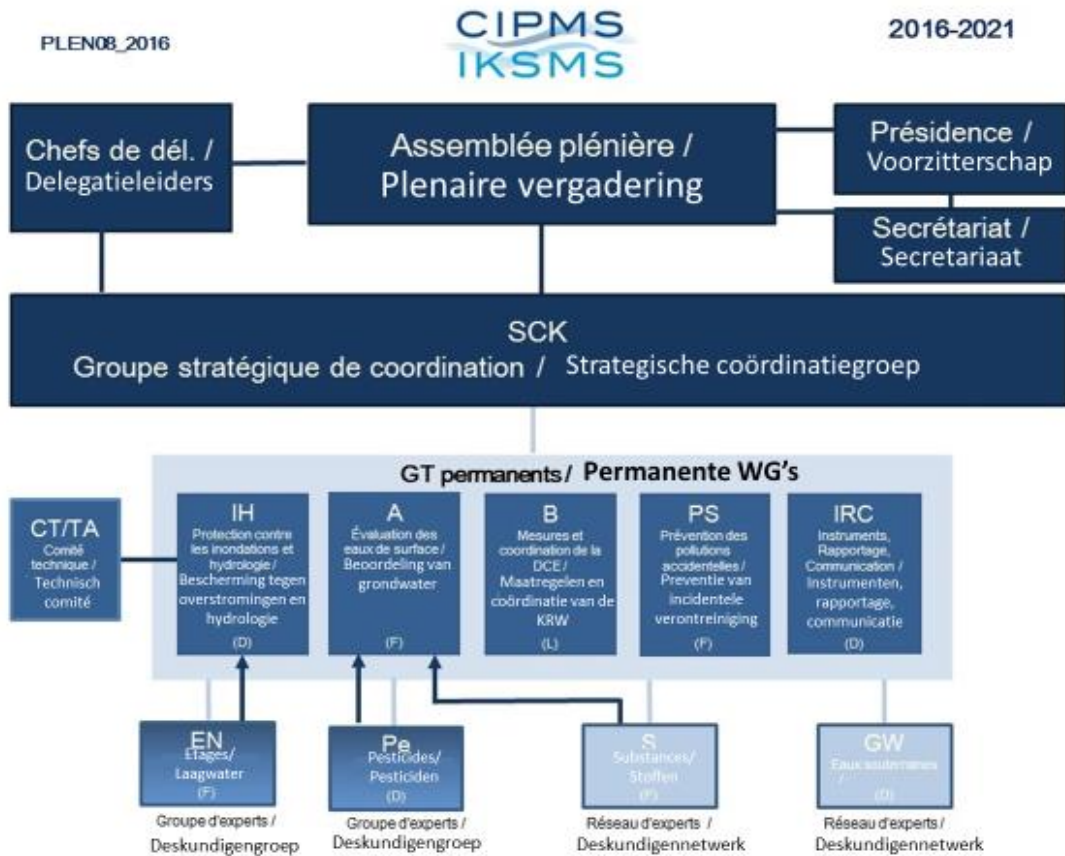 PLEN08_2016
CIPMS
IKSMS
2016-2021
Chefs de dél. /
Delegatieleiders
Assemblée plénière /
Plenaire vergadering
Présidence /
Voorzitterschap
Secrétariat /
Secretariaat
SCK
Groupe stratégique de coordination / Strategische coördinatiegroep
GT permanents / Permanente WG's
CT/TA
Comité
technique /
Technisch
comité
IH
Protection contre
les inondations et
hydrologie /
Bescherming tegen
overstromingen en
hydrologie
(D)
A
Évaluation des
eaux de surface /
Beoordeling van
grondwater
(F)
B
Mesures et
coordination de la
DCE /
Maatregelen en
coördinatie van de
KRW
(L)
PS
Prévention des
pollutions
accidentelles /
Preventie van
incidentele
verontreiniging
(F)
IRC
Instruments,
Rapportage,
Communication /
Instrumenten,
rapportage,
communicatie
(D)
EN
Etiages/
Laagwater
(F)
Groupe d'experts /
Deskundigengroep
Pe
Pesticides/
Pesticiden
(D)
Groupe d'experts /
Deskundigengroep
S
Substances/
Stoffen
(F)
Réseau d'experts /
Deskundigennetwerk
GW
Eaux souterraines
/
(D)
Réseau d'experts /
Deskundigennetwerk